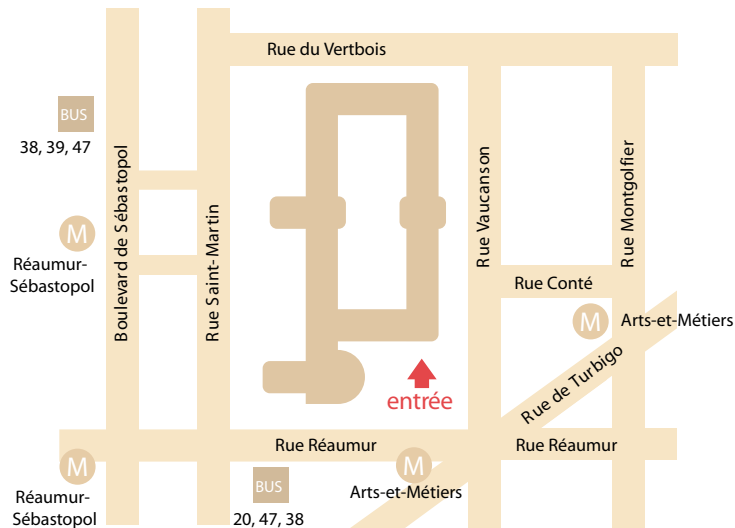 Rue du Vertbois
BUS
38, 39, 47
Boulevard de Sébastopol
Rue Saint-Martin
Rue Vaucanson
Rue Montgolfier
M
Réaumur-
Sébastopol
Rue Conté
M
Arts-et-Métiers
Rue de Turbigo
entrée
Rue Réaumur
Rue Réaumur
M
Réaumur-
Sébastopol
BUS
20, 47, 38
M
Arts-et-Métiers